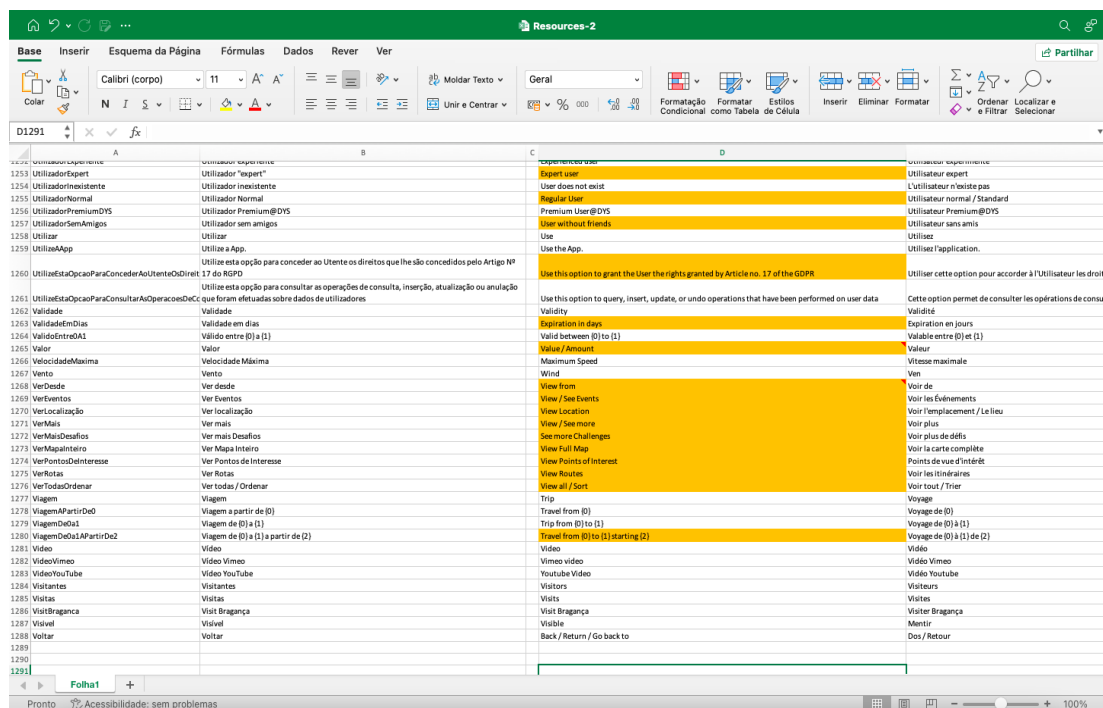 Resources-2
Base Inserir Esquema da Página Fórmulas Dados Rever Ver Partilhar
Colar Calibri (corpo) 11 A A Moldar Texto Geral Formatação Condicional Formatar como Tabela Estilos de Célula Inserir Eliminar Formatar Ordenar e Filtrar Localizar e Selecionar
N I S A Unir e Centrar % 000
D1291 fx
A B C D
1253 UtilizadorExpert Utilizador "expert" Expert user Utilisateur expert
1254 UtilizadorInexistente Utilizador inexistente User does not exist L'utilisateur n'existe pas
1255 UtilizadorNormal Utilizador Normal Regular User Utilisateur normal / Standard
1256 UtilizadorPremiumDYS Utilizador Premium@DYS Premium User@DYS Utilisateur Premium@DYS
1257 UtilizadorSemAmigos Utilizador sem amigos User without friends Utilisateur sans amis
1258 Utilizar Utilizar Use Utilisez
1259 UtilizeAApp Utilize a App. Use the App. Utilisez l'application.
Utilize esta opção para conceder ao Utente os direitos que lhe são concedidos pelo Artigo Nº
1260 UtilizeEstaOpcaoParaConcederAoUtenteOsDireit 17 do RGPD Use this option to grant the User the rights granted by Article no. 17 of the GDPR Utiliser cette option pour accorder à l'Utilisateur les droit
Utilize esta opção para consultar as operações de consulta, inserção, atualização ou anulação
1261 UtilizeEstaOpcaoParaConsultarAsOperacoesDeCo que foram efetuadas sobre dados de utilizadores Use this option to query, insert, update, or undo operations that have been performed on user data Cette option permet de consulter les opérations de consu
1262 Validade Validade Validity Validité
1263 ValidadeEmDias Validade em dias Expiration in days Expiration en jours
1264 ValidoEntre0A1 Válido entre {0} a {1} Valid between {0} to {1} Valable entre {0} et {1}
1265 Valor Valor Value / Amount Valeur
1266 VelocidadeMaxima Velocidade Máxima Maximum Speed Vitesse maximale
1267 Vento Vento Wind Ven
1268 VerDesde Ver desde View from Voir de
1269 VerEventos Ver Eventos View / See Events Voir les Événements
1270 VerLocalização Ver localização View Location Voir l'emplacement / Le lieu
1271 VerMais Ver mais View / See more Voir plus
1272 VerMaisDesafios Ver mais Desafios See more Challenges Voir plus de défis
1273 VerMapaInteiro Ver Mapa Inteiro View Full Map Voir la carte complète
1274 VerPontosDeInteresse Ver Pontos de Interesse View Points of Interest Points de vue d'intérêt
1275 VerRotas Ver Rotas View Routes Voir les itinéraires
1276 VerTodasOrdenar Ver todas / Ordenar View all / Sort Voir tout / Trier
1277 Viagem Viagem Trip Voyage
1278 ViagemAPartirDe0 Viagem a partir de {0} Travel from {0} Voyage de {0}
1279 ViagemDe0a1 Viagem de {0} a {1} Trip from {0} to {1} Voyage de {0} à {1}
1280 ViagemDe0a1APartirDe2 Viagem de {0} a {1} a partir de {2} Travel from {0} to {1} starting {2} Voyage de {0} à {1} de {2}
1281 Video Vídeo Video Vidéo
1282 VideoVimeo Vídeo Vimeo Vimeo video Vidéo Vimeo
1283 VideoYouTube Vídeo YouTube Youtube Video Vidéo Youtube
1284 Visitantes Visitantes Visitors Visiteurs
1285 Visitas Visitas Visits Visites
1286 VisitBraganca Visit Bragança Visit Bragança Visiter Bragança
1287 Visivel Visível Visible Mentir
1288 Voltar Voltar Back / Return / Go back to Dos / Retour
1289
1290
1291
Folha1 +
Pronto Acessibilidade: sem problemas 100%